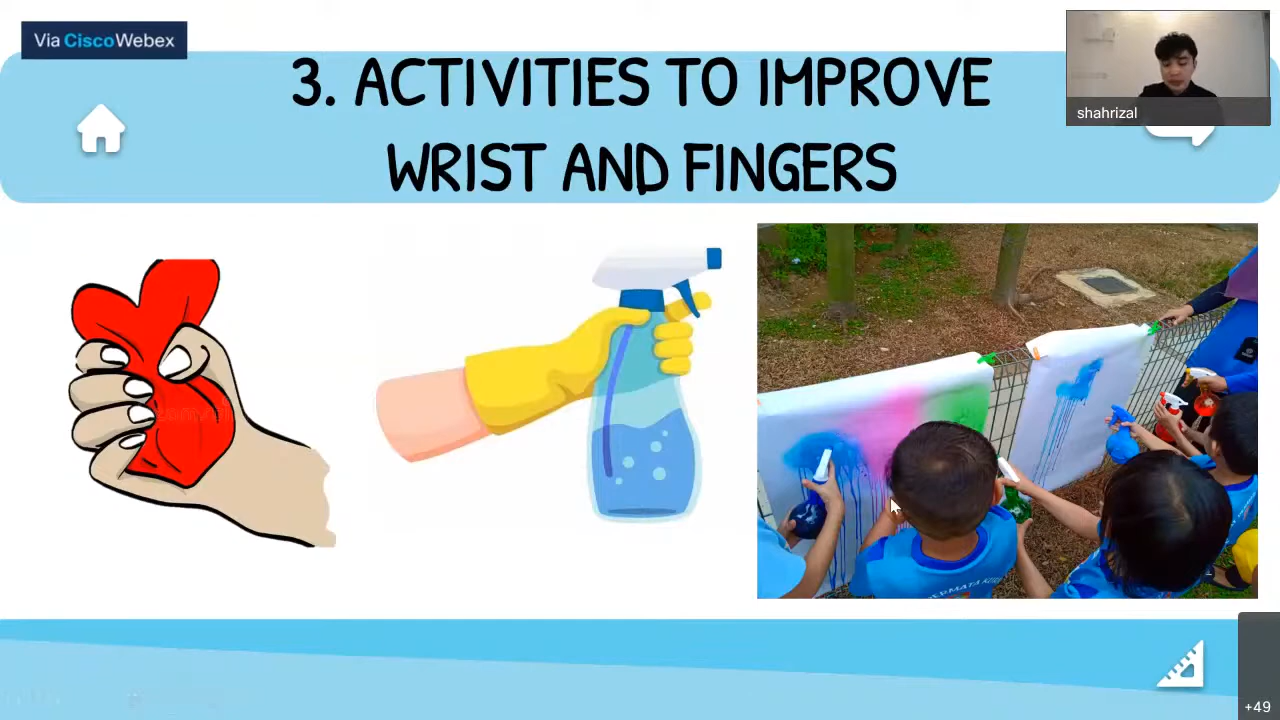 Via CiscoWebex
3. ACTIVITIES TO IMPROVE
WRIST AND FINGERS
shahrizal
+49